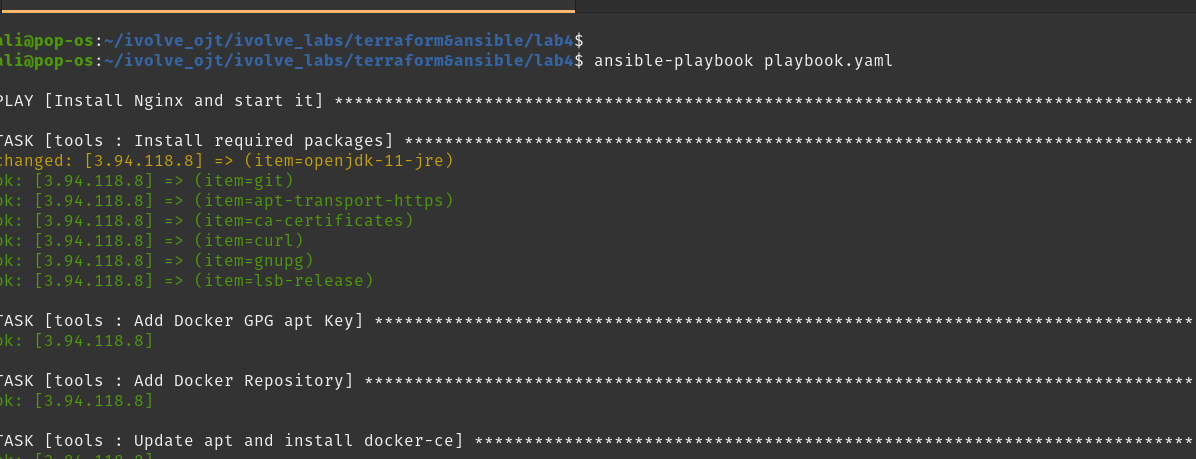 ali@pop-os:~/ivolve_ojt/ivolve_labs/terraform&ansible/lab4$
ali@pop-os:~/ivolve_ojt/ivolve_labs/terraform&ansible/lab4$ ansible-playbook playbook.yaml
PLAY [Install Nginx and start it] **************************************************************************************
TASK [tools : Install required packages] *******************************************************************************
changed: [3.94.118.8] => (item=openjdk-11-jre)
ok: [3.94.118.8] => (item=git)
ok: [3.94.118.8] => (item=apt-transport-https)
ok: [3.94.118.8] => (item=ca-certificates)
ok: [3.94.118.8] => (item=curl)
ok: [3.94.118.8] => (item=gnupg)
ok: [3.94.118.8] => (item=lsb-release)
TASK [tools : Add Docker GPG apt Key] **********************************************************************************
ok: [3.94.118.8]
TASK [tools : Add Docker Repository] ***********************************************************************************
ok: [3.94.118.8]
TASK [tools : Update apt and install docker-ce] ************************************************************************
ok: [3.94.118.8]